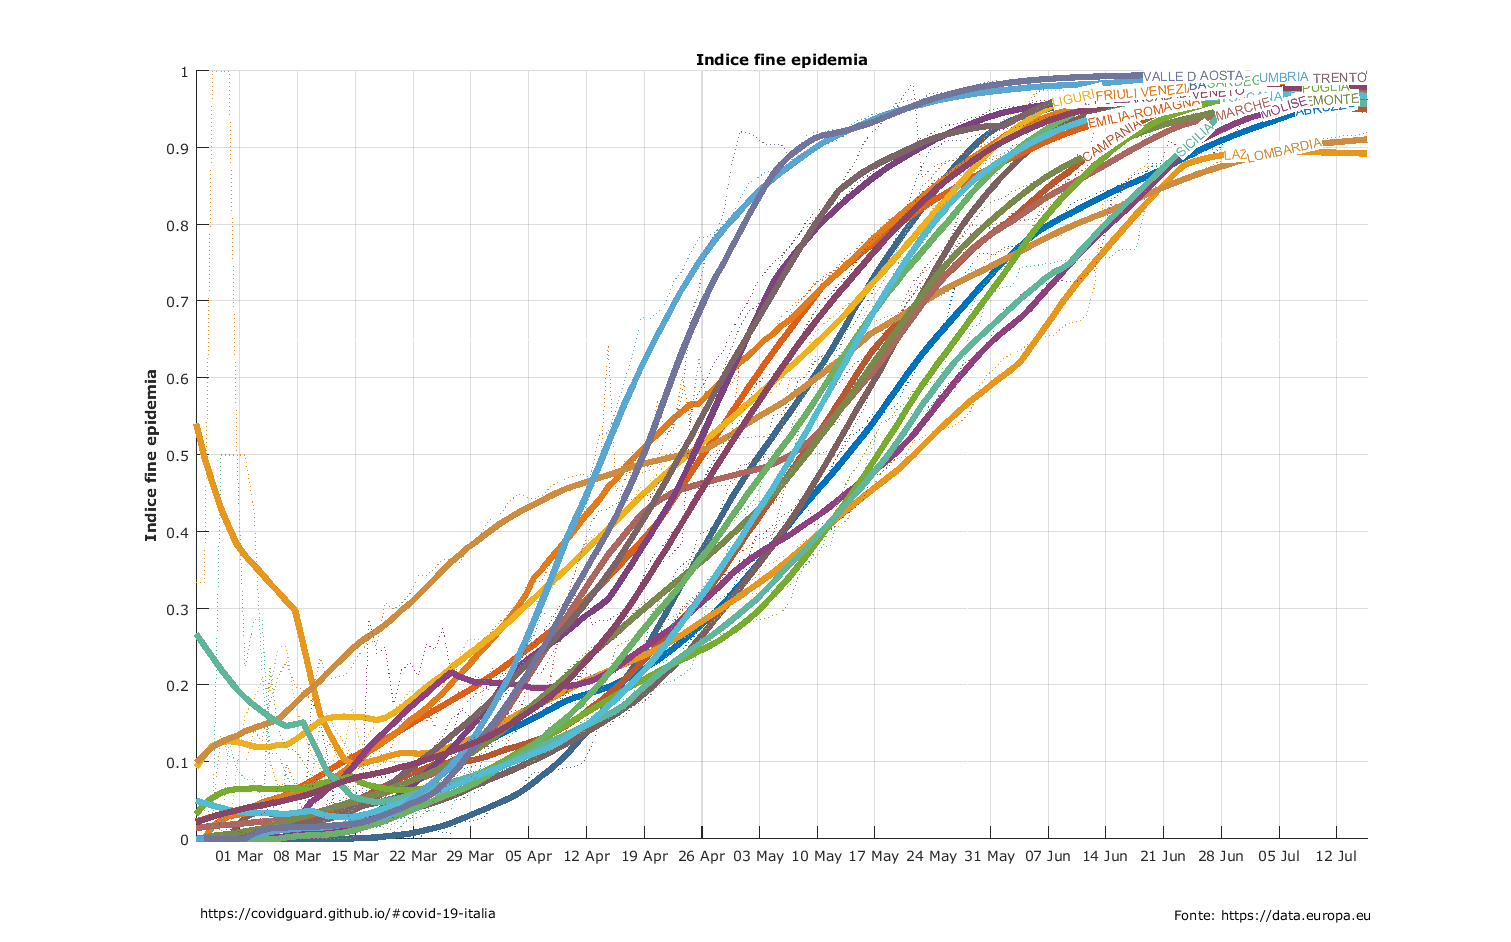 Indice fine epidemia
Indice fine epidemia
1
0.9
0.8
0.7
0.6
0.5
0.4
0.3
0.2
0.1
0
VALLE D AOSTA
UMBRIA
TRENTO
LIGURI
FRIULI VENEZI
VENETO
PUGLIA
EMILIA-ROMAGNA
MARCHE
MOLISE
EMONTE
ABRUZZ
CAMPANIA
SICILIA
LAZ
LOMBARDIA
01 Mar 08 Mar 15 Mar 22 Mar 29 Mar 05 Apr 12 Apr 19 Apr 26 Apr 03 May 10 May 17 May 24 May 31 May 07 Jun 14 Jun 21 Jun 28 Jun 05 Jul 12 Jul
https://covidguard.github.io/#covid-19-italia
Fonte: https://data.europa.eu